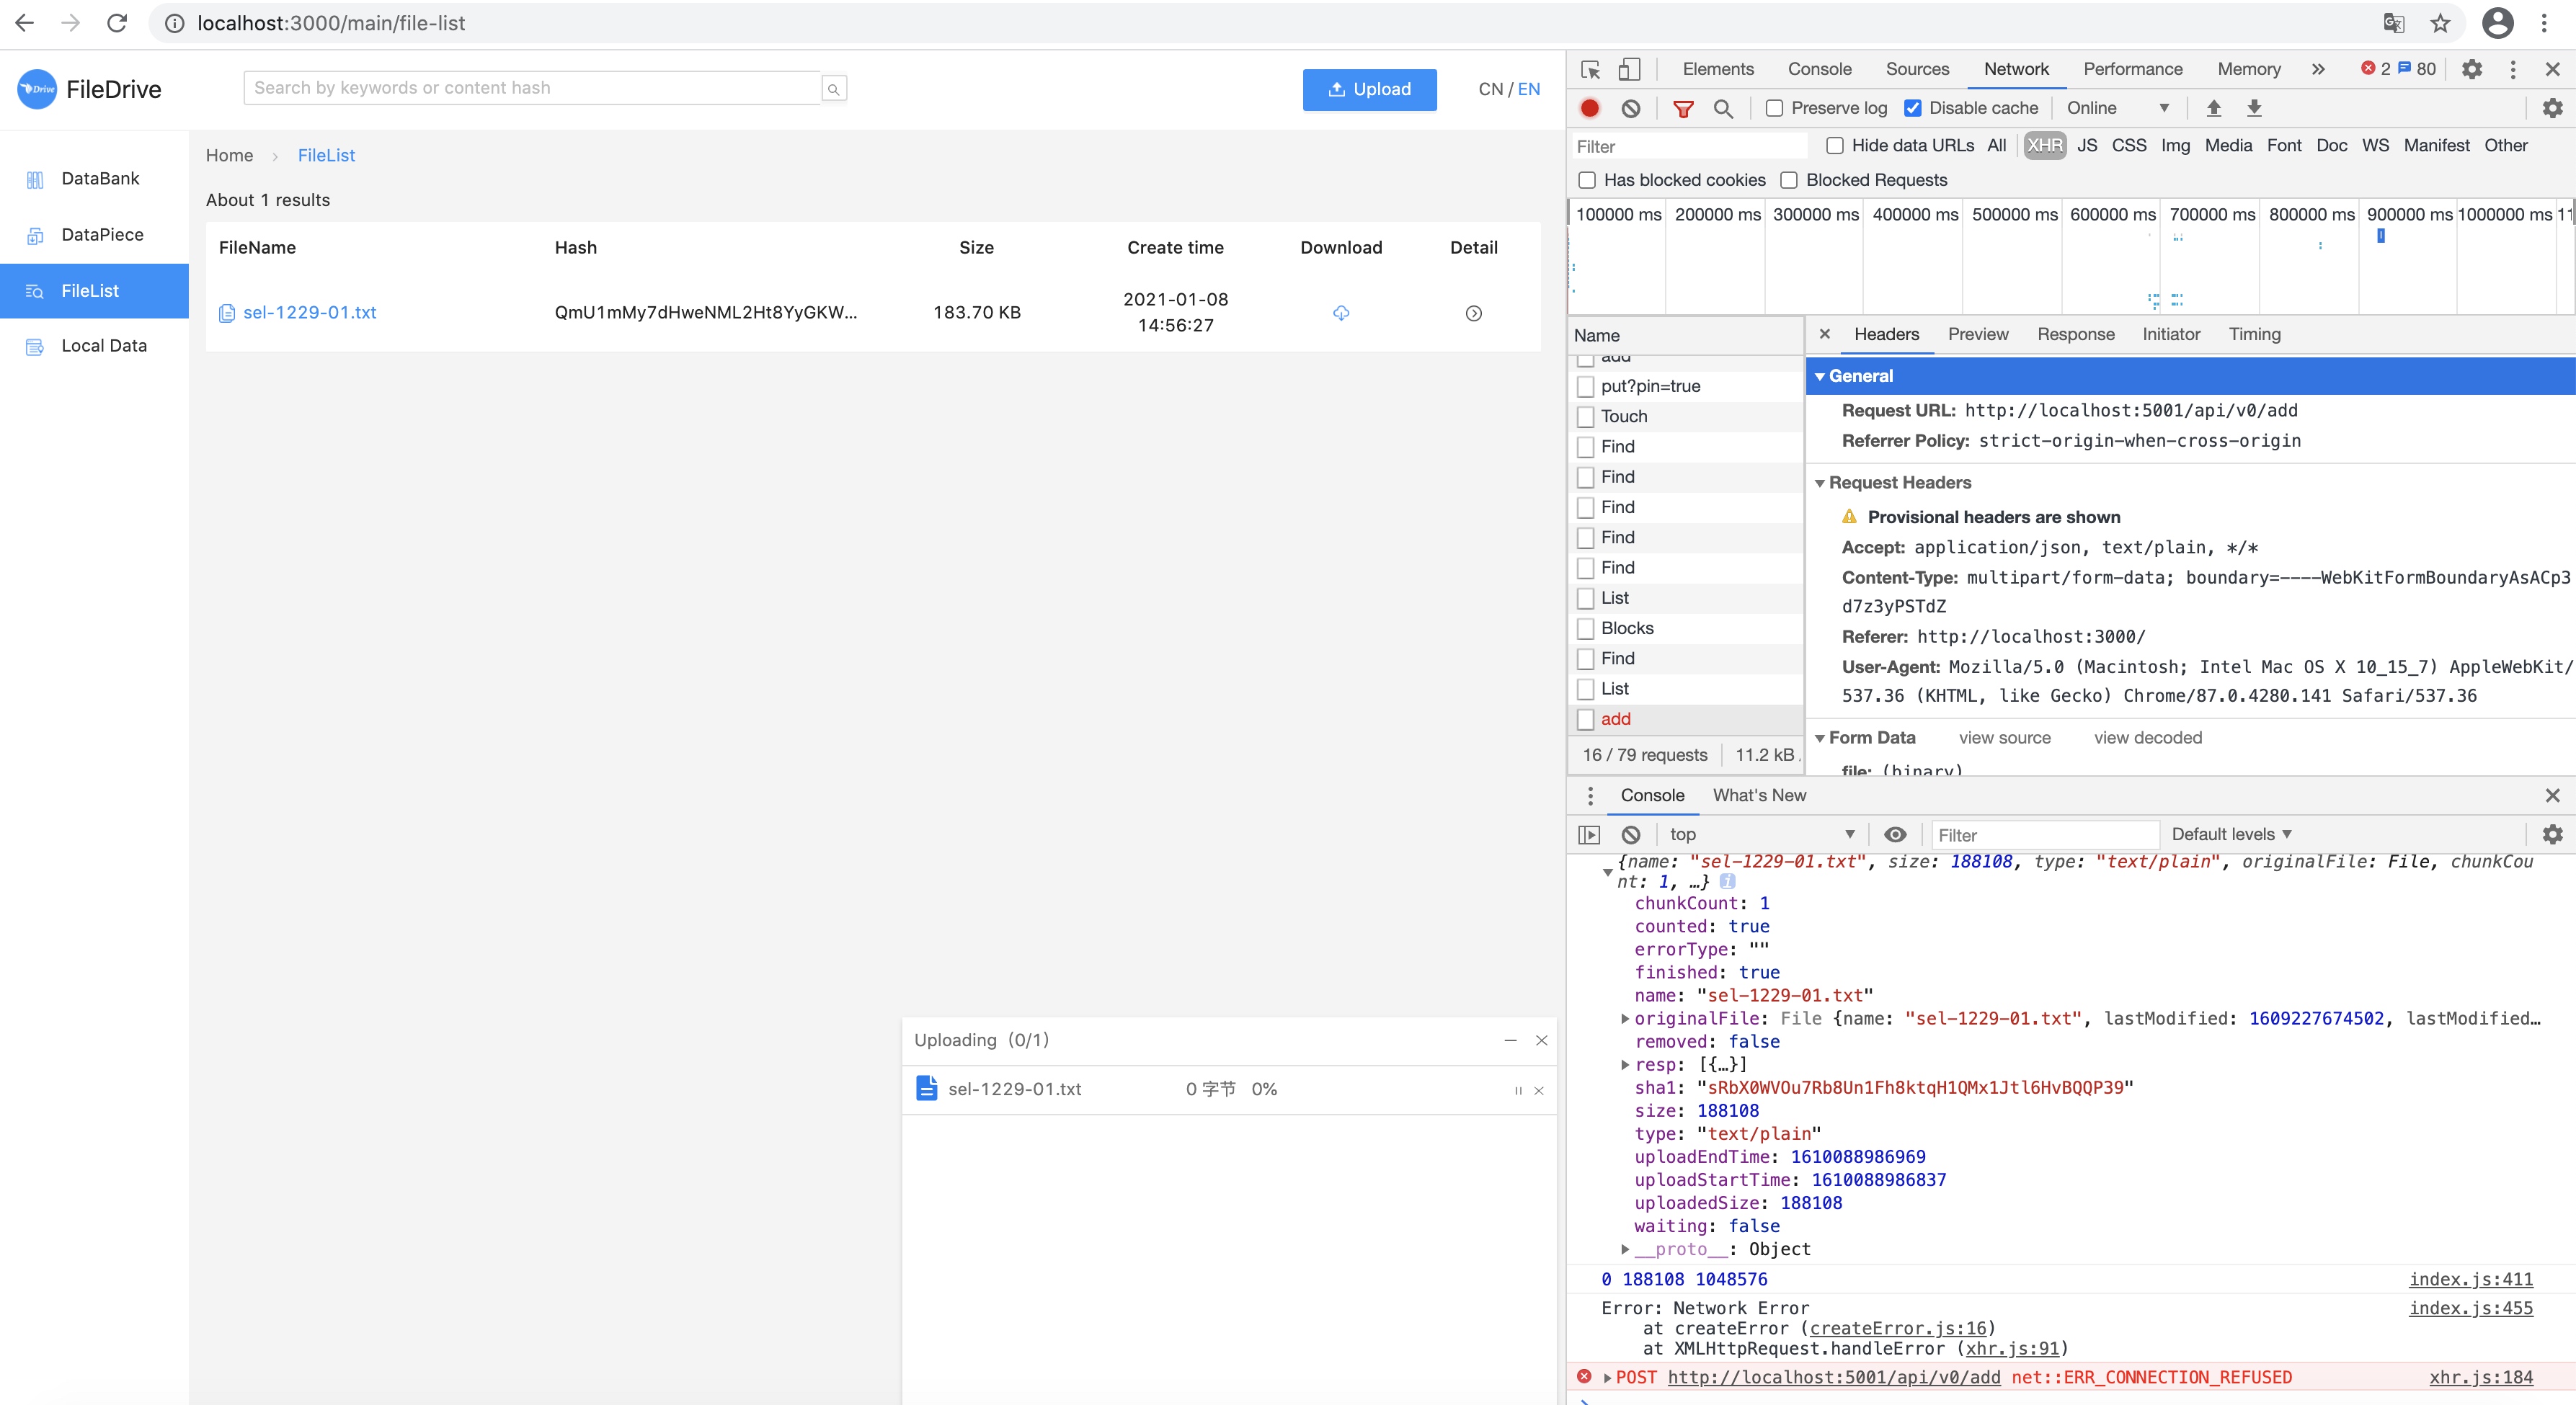 localhost:3000/main/file-list
Drive
FileDrive
Search by keywords or content hash
Upload
CN / EN
DataBank
DataPiece
FileList
Local Data
Home › FileList
About 1 results
FileName Hash Size Create time Download Detail
sel-1229-01.txt QmU1mMy7dHweNML2Ht8YyGKW... 183.70 KB 2021-01-08
14:56:27
Uploading (0/1)
sel-1229-01.txt 0 字节 0%
Elements Console Sources Network Performance Memory » 2 80
Preserve log Disable cache Online
Filter Hide data URLs All XHR JS CSS Img Media Font Doc WS Manifest Other
Has blocked cookies Blocked Requests
100000 ms 200000 ms 300000 ms 400000 ms 500000 ms 600000 ms 700000 ms 800000 ms 900000 ms 1000000 ms 11
Name
add
put?pin=true
Touch
Find
Find
Find
Find
Find
List
Blocks
Find
List
add
16 / 79 requests 11.2 kB
Headers Preview Response Initiator Timing
General
Request URL: http://localhost:5001/api/v0/add
Referrer Policy: strict-origin-when-cross-origin
Request Headers
Provisional headers are shown
Accept: application/json, text/plain, */*
Content-Type: multipart/form-data; boundary=----WebKitFormBoundaryAsACp3
d7z3yPSTdZ
Referer: http://localhost:3000/
User-Agent: Mozilla/5.0 (Macintosh; Intel Mac OS X 10_15_7) AppleWebKit/
537.36 (KHTML, like Gecko) Chrome/87.0.4280.141 Safari/537.36
Form Data view source view decoded
file: (binary)
Console What's New
top Filter Default levels
{name: "sel-1229-01.txt", size: 188108, type: "text/plain", originalFile: File, chunkCou
nt: 1, …}
chunkCount: 1
counted: true
errorType: ""
finished: true
name: "sel-1229-01.txt"
originalFile: File {name: "sel-1229-01.txt", lastModified: 1609227674502, lastModified…
removed: false
resp: [{…}]
sha1: "sRbX0WVOu7Rb8Un1Fh8ktqH1QMx1Jtl6HvBQQP39"
size: 188108
type: "text/plain"
uploadEndTime: 1610088986969
uploadStartTime: 1610088986837
uploadedSize: 188108
waiting: false
__proto__: Object
0 188108 1048576 index.js:411
Error: Network Error index.js:455
at createError (createError.js:16)
at XMLHttpRequest.handleError (xhr.js:91)
POST http://localhost:5001/api/v0/add net::ERR_CONNECTION_REFUSED xhr.js:184